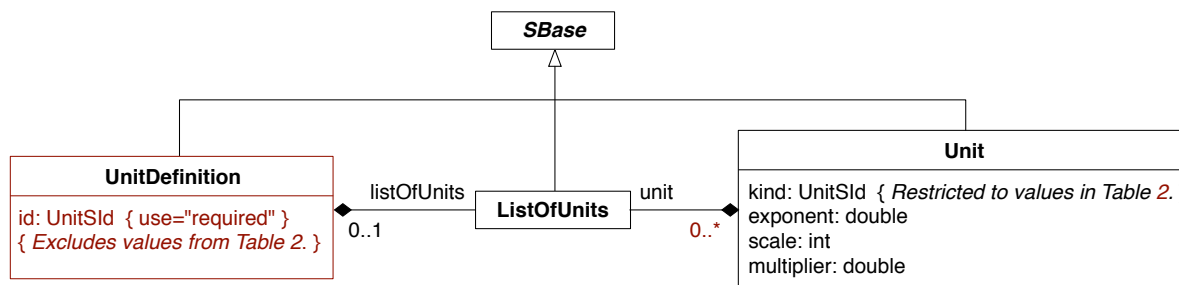 SBase
UnitDefinition
id: UnitSId { use="required" }
{ Excludes values from Table 2. }
listOfUnits
0..1
ListOfUnits
unit
0..*
Unit
kind: UnitSId { Restricted to values in Table 2.
exponent: double
scale: int
multiplier: double